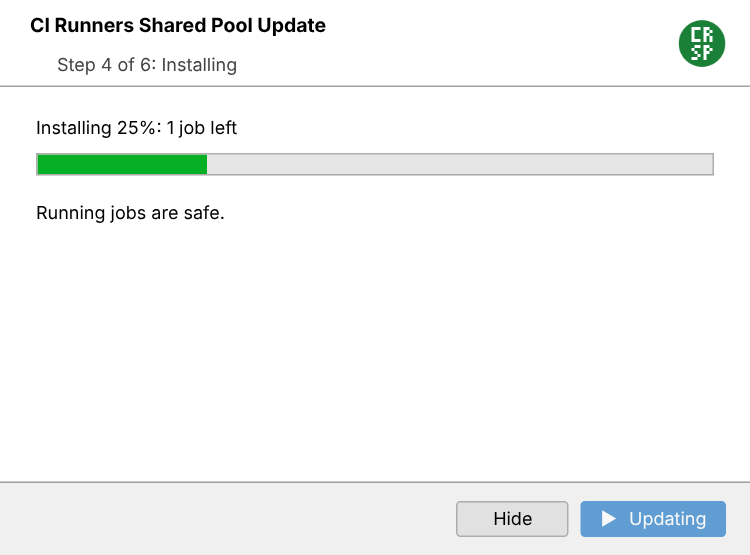 CI Runners Shared Pool Update
Step 4 of 6: Installing
CR
SP
Installing 25%: 1 job left
Running jobs are safe.
Hide
Updating